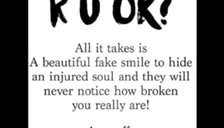 R U OK?
All it takes is
A beautiful fake smile to hide
an injured soul and they will
never notice how broken
you really are!